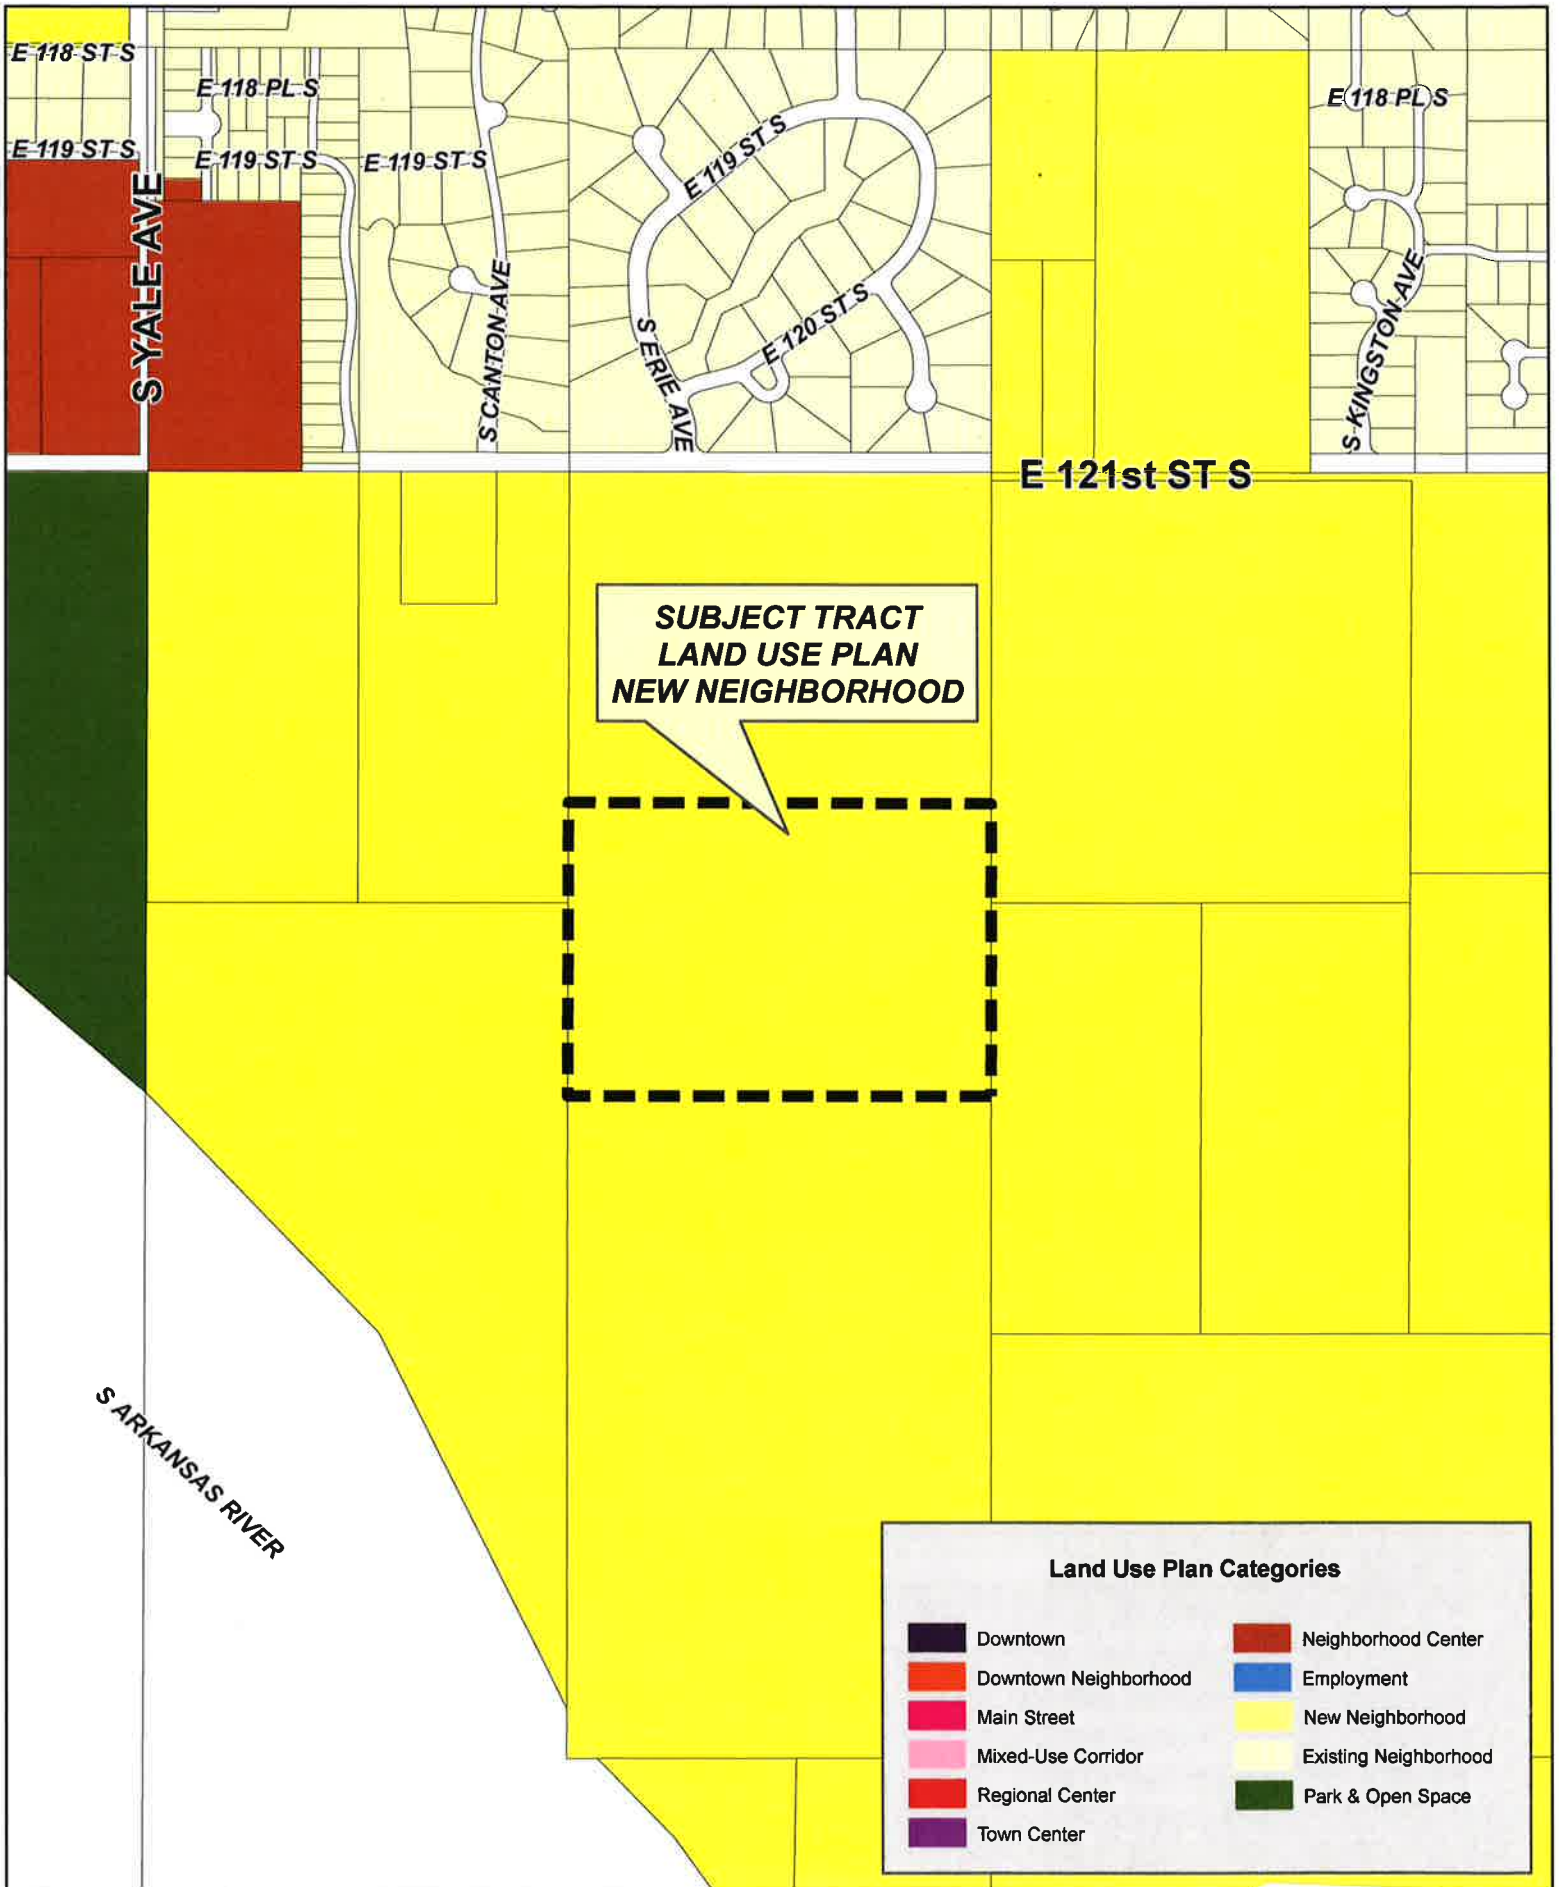 E 118 ST S
E 118 PL S
E 118 PL S
E 119 ST S
E 119 ST S
E 119 ST S
E 119 ST S
S YALE AVE
S CANTON AVE
S ERIE AVE
E 120 ST S
S KINGSTON AVE
E 121st ST S
SUBJECT TRACT
LAND USE PLAN
NEW NEIGHBORHOOD
S ARKANSAS RIVER
Land Use Plan Categories
Downtown
Downtown Neighborhood
Main Street
Mixed-Use Corridor
Regional Center
Town Center
Neighborhood Center
Employment
New Neighborhood
Existing Neighborhood
Park & Open Space